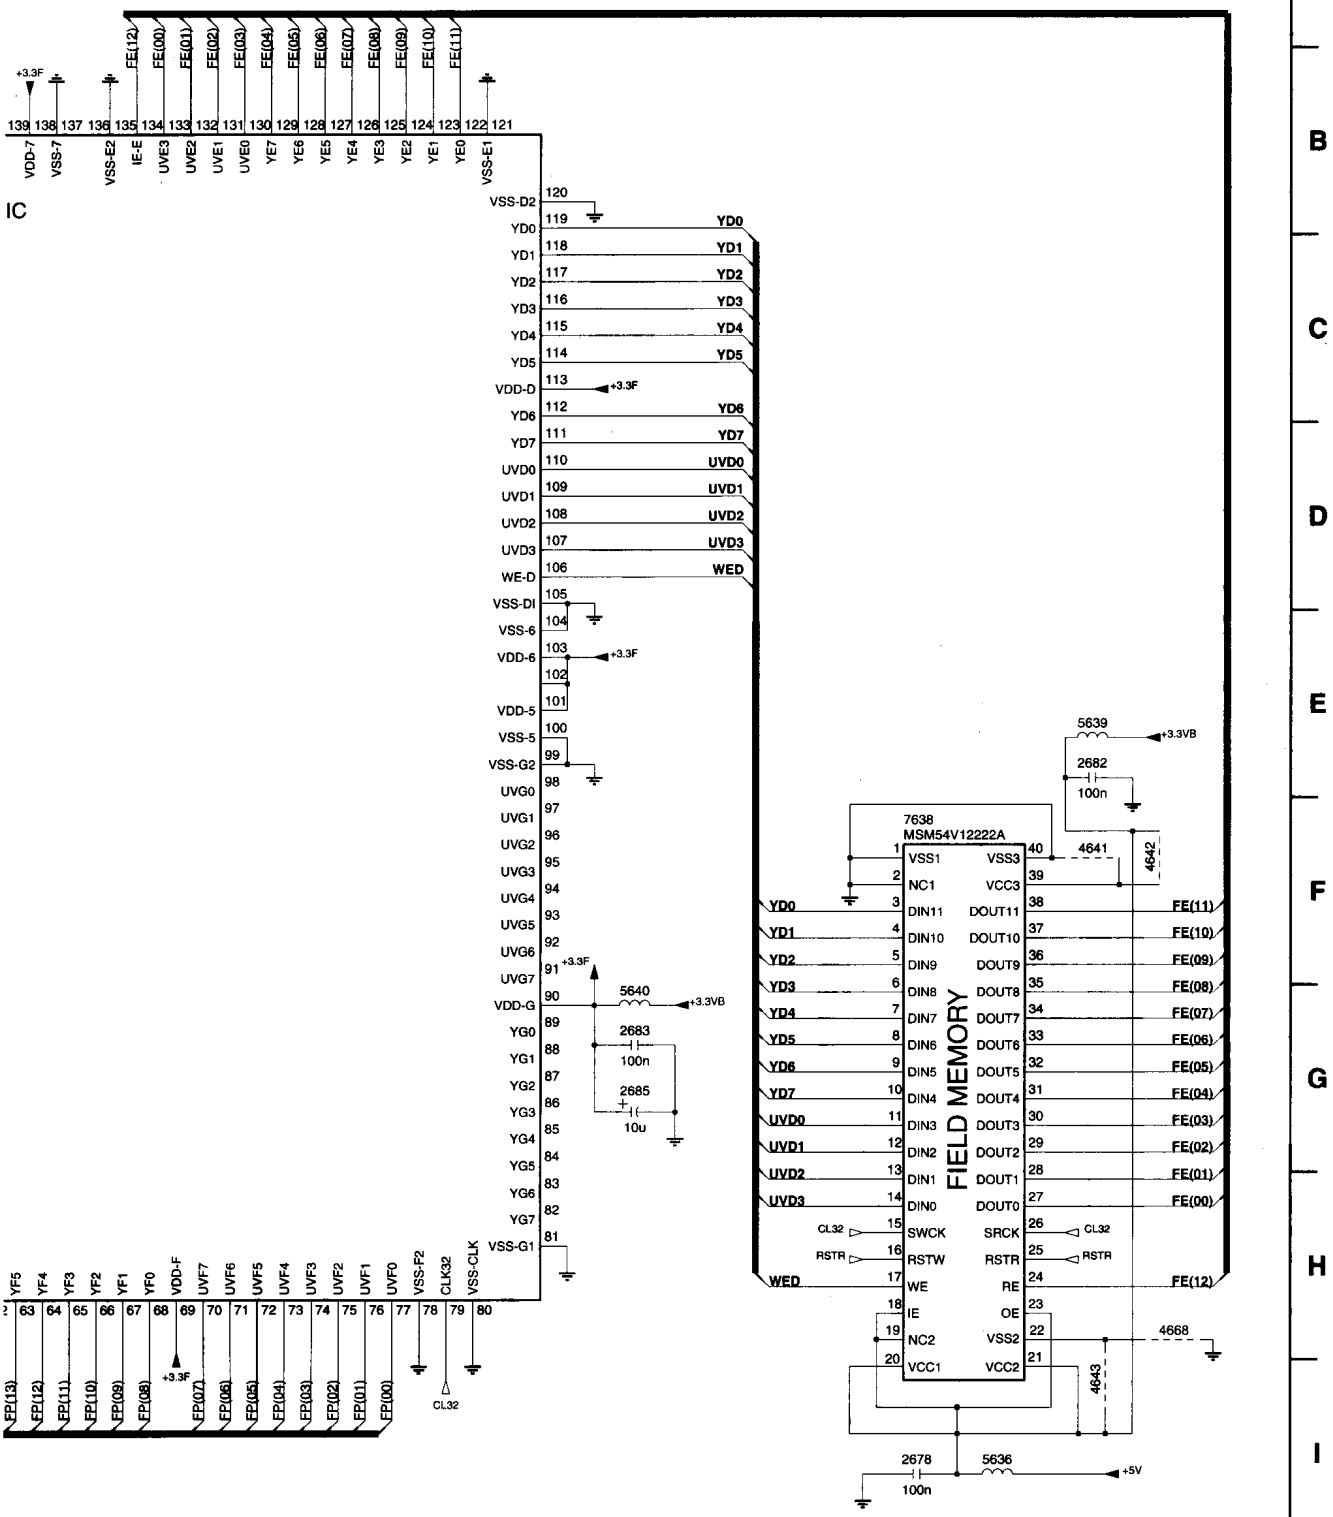 FE(12) FE(00) FE(01) FE(02) FE(03) FE(04) FE(05) FE(06) FE(07) FE(08) FE(09) FE(10) FE(11)
+3.3F
139 138 137 136 135 134 133 132 131 130 129 128 127 126 125 124 123 122 121
VDD-7 VSS-7 VSS-E2 IE-E UVE3 UVE2 UVE1 UVE0 YE7 YE6 YE5 YE4 YE3 YE2 YE1 YE0 VSS-E1
B
IC
VSS-D2 120
YD0 119 YD0
YD1 118 YD1
YD2 117 YD2
YD3 116 YD3
YD4 115 YD4
C
YD5 114 YD5
VDD-D 113 +3.3F
YD6 112 YD6
YD7 111 YD7
UVD0 110 UVD0
UVD1 109 UVD1
UVD2 108 UVD2
D
UVD3 107 UVD3
WE-D 106 WED
VSS-DI 105
VSS-6 104
VDD-6 103 +3.3F
102
VDD-5 101
E
VSS-5 100
VSS-G2 99
5639 +3.3VB
2682
100n
UVG0 98
UVG1 97
UVG2 96
UVG3 95
UVG4 94
UVG5 93
UVG6 92
UVG7 91
+3.3F
VDD-G 90 5640 +3.3VB
YG0 89
2683
100n
YG1 88
YG2 87
2685
+
10u
YG3 86
YG4 85
YG5 84
YG6 83
YG7 82
VSS-G1 81
7638
MSM54V12222A
1 VSS1 VSS3 40 4641 4642
2 NC1 VCC3 39
F
YD0 3 DIN11 DOUT11 38 FE(11)
YD1 4 DIN10 DOUT10 37 FE(10)
YD2 5 DIN9 DOUT9 36 FE(09)
YD3 6 DIN8 DOUT8 35 FE(08)
YD4 7 DIN7 DOUT7 34 FE(07)
YD5 8 DIN6 DOUT6 33 FE(06)
YD6 9 DIN5 DOUT5 32 FE(05)
G
YD7 10 DIN4 DOUT4 31 FE(04)
UVD0 11 DIN3 DOUT3 30 FE(03)
UVD1 12 DIN2 DOUT2 29 FE(02)
UVD2 13 DIN1 DOUT1 28 FE(01)
UVD3 14 DIN0 DOUT0 27 FE(00)
FIELD MEMORY
CL32 15 SWCK SRCK 26 CL32
RSTR 16 RSTW RSTR 25 RSTR
H
WED 17 WE RE 24 FE(12)
18 IE OE 23
19 NC2 VSS2 22 4668
20 VCC1 VCC2 21
4643
YF5 YF4 YF3 YF2 YF1 YF0 VDD-F UVF7 UVF6 UVF5 UVF4 UVF3 UVF2 UVF1 UVF0 VSS-F2 CLK32 VSS-CLK
2 63 64 65 66 67 68 69 70 71 72 73 74 75 76 77 78 79 80
+3.3F
CL32
FP(13) FP(12) FP(11) FP(10) FP(09) FP(08) FP(07) FP(06) FP(05) FP(04) FP(03) FP(02) FP(01) FP(00)
I
2678 5636 +5V
100n